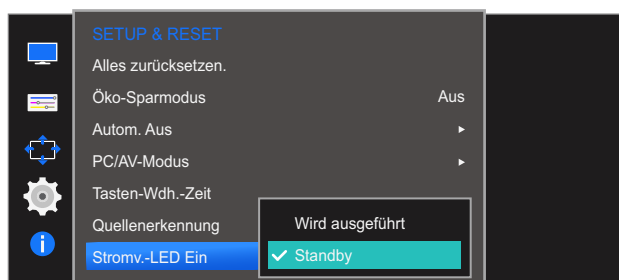 SETUP & RESET
Alles zurücksetzen.
Öko-Sparmodus Aus
Autom. Aus
PC/AV-Modus
Tasten-Wdh.-Zeit
Quellenerkennung Wird ausgeführt
Stromv.-LED Ein Standby